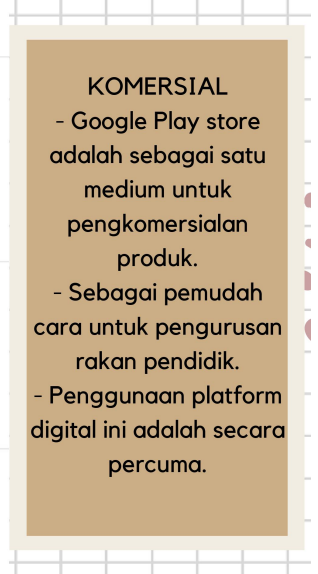 KOMERSIAL
- Google Play store
adalah sebagai satu
medium untuk
pengkomersialan
produk.
- Sebagai pemudah
cara untuk pengurusan
rakan pendidik.
- Penggunaan platform
digital ini adalah secara
percuma.